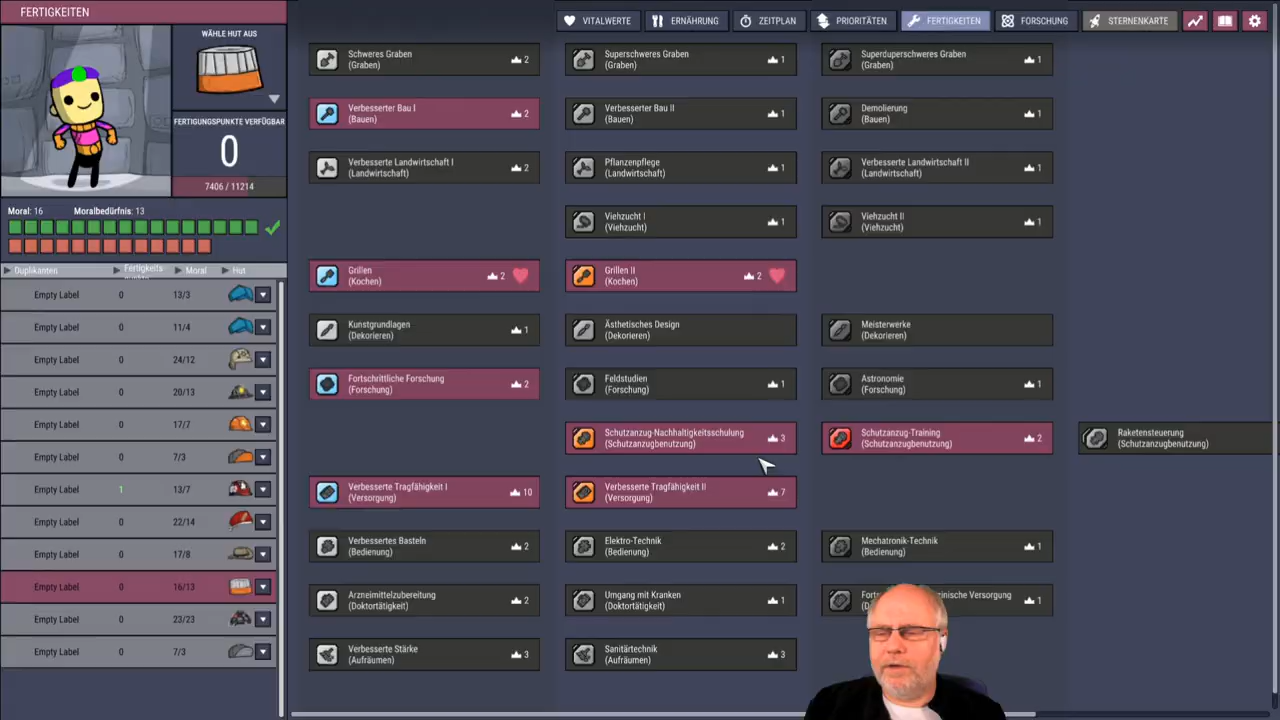 FERTIGKEITEN
VITALWERTE
ERNÄHRUNG
ZEITPLAN
PRIORITÄTEN
FERTIGKEITEN
FORSCHUNG
STERNENKARTE
WÄHLE HUT AUS
FERTIGUNGSPUNKTE VERFÜGBAR
0
7406 / 11214
Moral: 16 Moralbedürfnis: 13
Duplikanten Fertigkeits Moral Hut
Empty Label 0 13/3
Empty Label 0 11/4
Empty Label 0 24/12
Empty Label 0 20/13
Empty Label 0 17/7
Empty Label 0 7/3
Empty Label 1 13/7
Empty Label 0 22/14
Empty Label 0 17/8
Empty Label 0 16/13
Empty Label 0 23/23
Empty Label 0 7/3
Schweres Graben
(Graben)
2
Superschweres Graben
(Graben)
1
Superduperschweres Graben
(Graben)
1
Verbesserter Bau I
(Bauen)
2
Verbesserter Bau II
(Bauen)
1
Demolierung
(Bauen)
1
Verbesserte Landwirtschaft I
(Landwirtschaft)
2
Pflanzenpflege
(Landwirtschaft)
1
Verbesserte Landwirtschaft II
(Landwirtschaft)
1
Viehzucht I
(Viehzucht)
1
Viehzucht II
(Viehzucht)
1
Grillen
(Kochen)
2
Grillen II
(Kochen)
2
Kunstgrundlagen
(Dekorieren)
1
Ästhetisches Design
(Dekorieren)
Meisterwerke
(Dekorieren)
Fortschrittliche Forschung
(Forschung)
2
Feldstudien
(Forschung)
1
Astronomie
(Forschung)
1
Schutzanzug-Nachhaltigkeitsschulung
(Schutzanzugbenutzung)
3
Schutzanzug-Training
(Schutzanzugbenutzung)
2
Raketensteuerung
(Schutzanzugbenutzung)
Verbesserte Tragfähigkeit I
(Versorgung)
10
Verbesserte Tragfähigkeit II
(Versorgung)
7
Verbessertes Basteln
(Bedienung)
2
Elektro-Technik
(Bedienung)
2
Mechatronik-Technik
(Bedienung)
1
Arzneimittelzubereitung
(Doktortätigkeit)
2
Umgang mit Kranken
(Doktortätigkeit)
1
Versorgung
1
Verbesserte Stärke
(Aufräumen)
3
Sanitärtechnik
(Aufräumen)
3